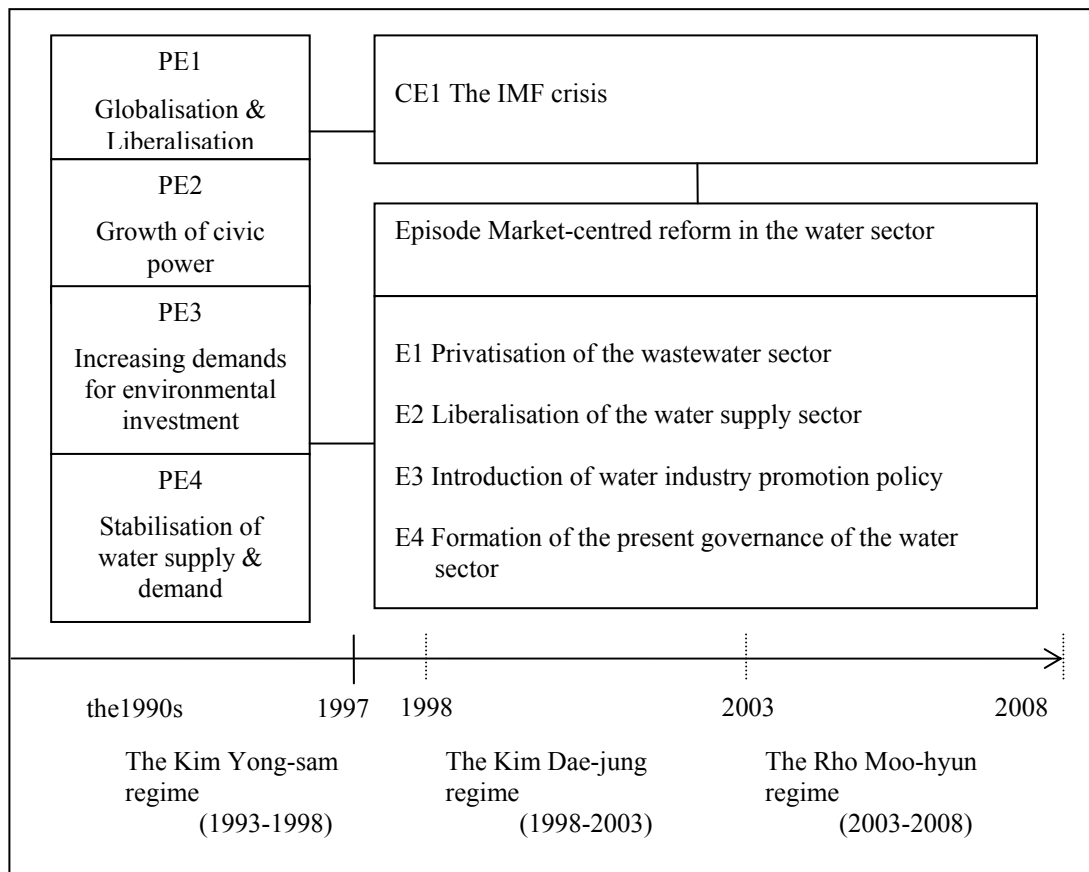 PE1
Globalisation &
Liberalisation
PE2
Growth of civic
power
PE3
Increasing demands
for environmental
investment
PE4
Stabilisation of
water supply &
demand
CE1 The IMF crisis
Episode Market-centred reform in the water sector
E1 Privatisation of the wastewater sector
E2 Liberalisation of the water supply sector
E3 Introduction of water industry promotion policy
E4 Formation of the present governance of the water
sector
the1990s
1997
1998
2003
2008
The Kim Yong-sam
regime
(1993-1998)
The Kim Dae-jung
regime
(1998-2003)
The Rho Moo-hyun
regime
(2003-2008)